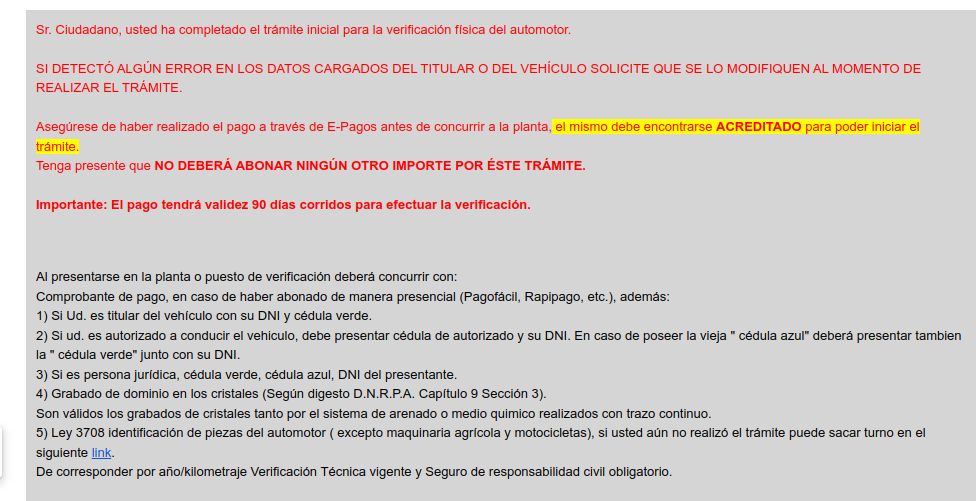 Sr. Ciudadano, usted ha completado el trámite inicial para la verificación física del automotor.
SI DETECTÓ ALGÚN ERROR EN LOS DATOS CARGADOS DEL TITULAR O DEL VEHÍCULO SOLICITE QUE SE LO MODIFIQUEN AL MOMENTO DE
REALIZAR EL TRÁMITE.
Asegúrese de haber realizado el pago a través de E-Pagos antes de concurrir a la planta, el mismo debe encontrarse ACREDITADO para poder iniciar el
trámite.
Tenga presente que NO DEBERÁ ABONAR NINGÚN OTRO IMPORTE POR ÉSTE TRÁMITE.
Importante: El pago tendrá validez 90 días corridos para efectuar la verificación.
Al presentarse en la planta o puesto de verificación deberá concurrir con:
Comprobante de pago, en caso de haber abonado de manera presencial (Pagofácil, Rapipago, etc.), además:
1) Si Ud. es titular del vehículo con su DNI y cédula verde.
2) Si ud. es autorizado a conducir el vehiculo, debe presentar cédula de autorizado y su DNI. En caso de poseer la vieja " cédula azul" deberá presentar tambien
la " cédula verde" junto con su DNI.
3) Si es persona jurídica, cédula verde, cédula azul, DNI del presentante.
4) Grabado de dominio en los cristales (Según digesto D.N.R.P.A. Capítulo 9 Sección 3).
Son válidos los grabados de cristales tanto por el sistema de arenado o medio quimico realizados con trazo continuo.
5) Ley 3708 identificación de piezas del automotor ( excepto maquinaria agrícola y motocicletas), si usted aún no realizó el trámite puede sacar turno en el
siguiente link.
De corresponder por año/kilometraje Verificación Técnica vigente y Seguro de responsabilidad civil obligatorio.